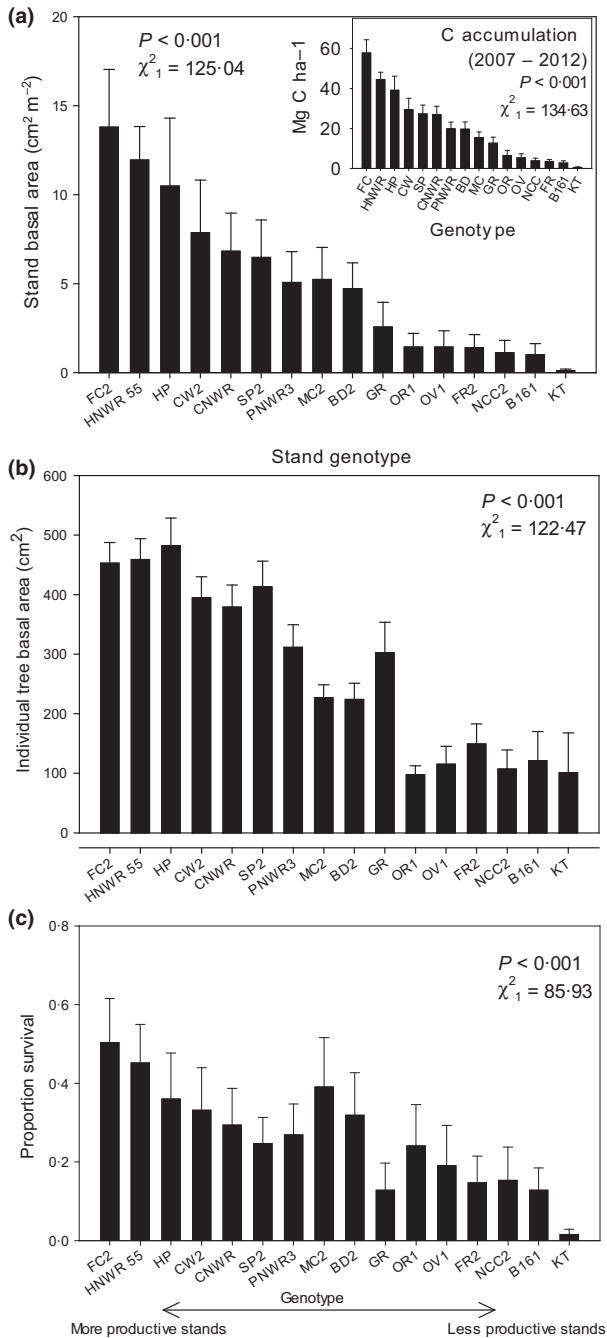 (a)
20
15
10
5
0
Stand basal area (cm² m⁻²)
P < 0·001
χ²₁ = 125·04
60
40
20
0
Mg C ha–1
C accumulation
(2007 – 2012)
P < 0·001
χ²₁ = 134·63
FC HNWR HP CW SP CNWR PNWR BD MC GR OR OV NCC FR B161 KT
Genotype
FC2 HNWR 55 HP CW2 CNWR SP2 PNWR3 MC2 BD2 GR OR1 OV1 FR2 NCC2 B161 KT
Stand genotype
(b)
600
500
400
300
200
100
0
Individual tree basal area (cm²)
P < 0·001
χ²₁ = 122·47
FC2 HNWR 55 HP CW2 CNWR SP2 PNWR3 MC2 BD2 GR OR1 OV1 FR2 NCC2 B161 KT
(c)
0·8
0·6
0·4
0·2
0·0
Proportion survival
P < 0·001
χ²₁ = 85·93
FC2 HNWR 55 HP CW2 CNWR SP2 PNWR3 MC2 BD2 GR OR1 OV1 FR2 NCC2 B161 KT
Genotype
More productive stands
Less productive stands